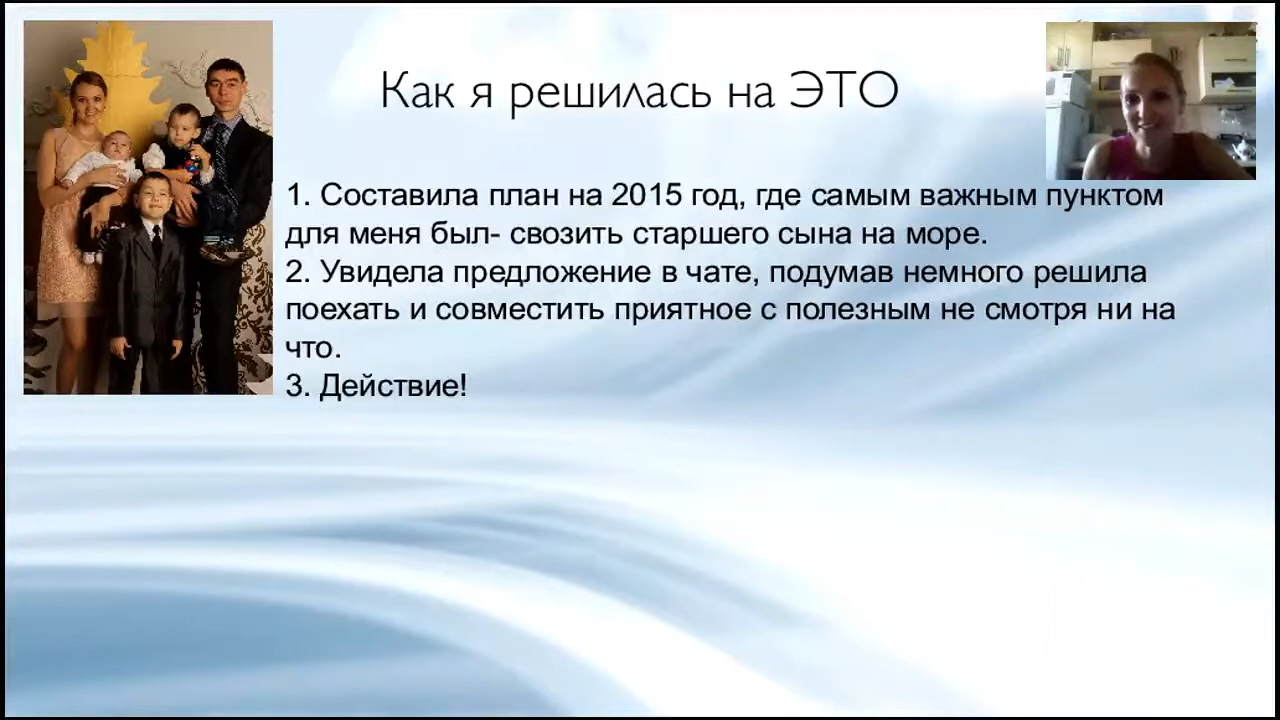 Как я решилась на ЭТО
1. Составила план на 2015 год, где самым важным пунктом
для меня был- свозить старшего сына на море.
2. Увидела предложение в чате, подумав немного решила
поехать и совместить приятное с полезным не смотря ни на
что.
3. Действие!